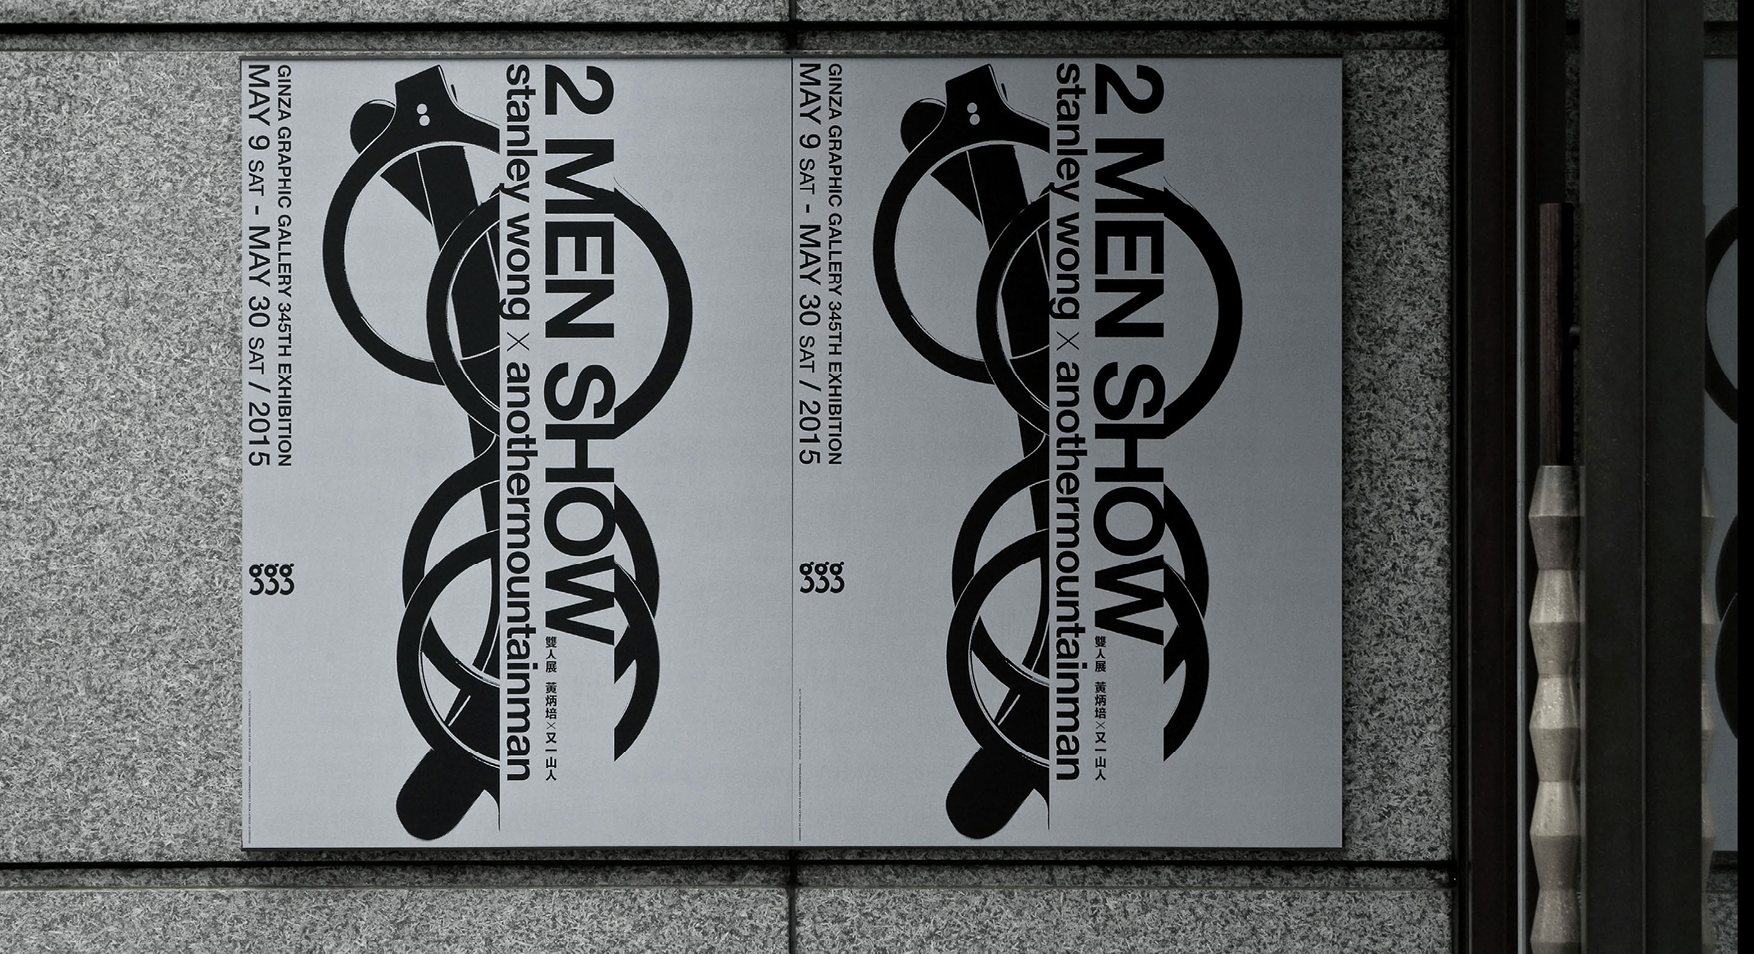 2 MEN SHOW
stanley wong × anothermountainman
雙人展 黃炳培×又一山人
GINZA GRAPHIC GALLERY 345TH EXHIBITION
MAY 9 SAT - MAY 30 SAT / 2015
ggg
2 MEN SHOW
stanley wong × anothermountainman
雙人展 黃炳培×又一山人
GINZA GRAPHIC GALLERY 345TH EXHIBITION
MAY 9 SAT - MAY 30 SAT / 2015
ggg